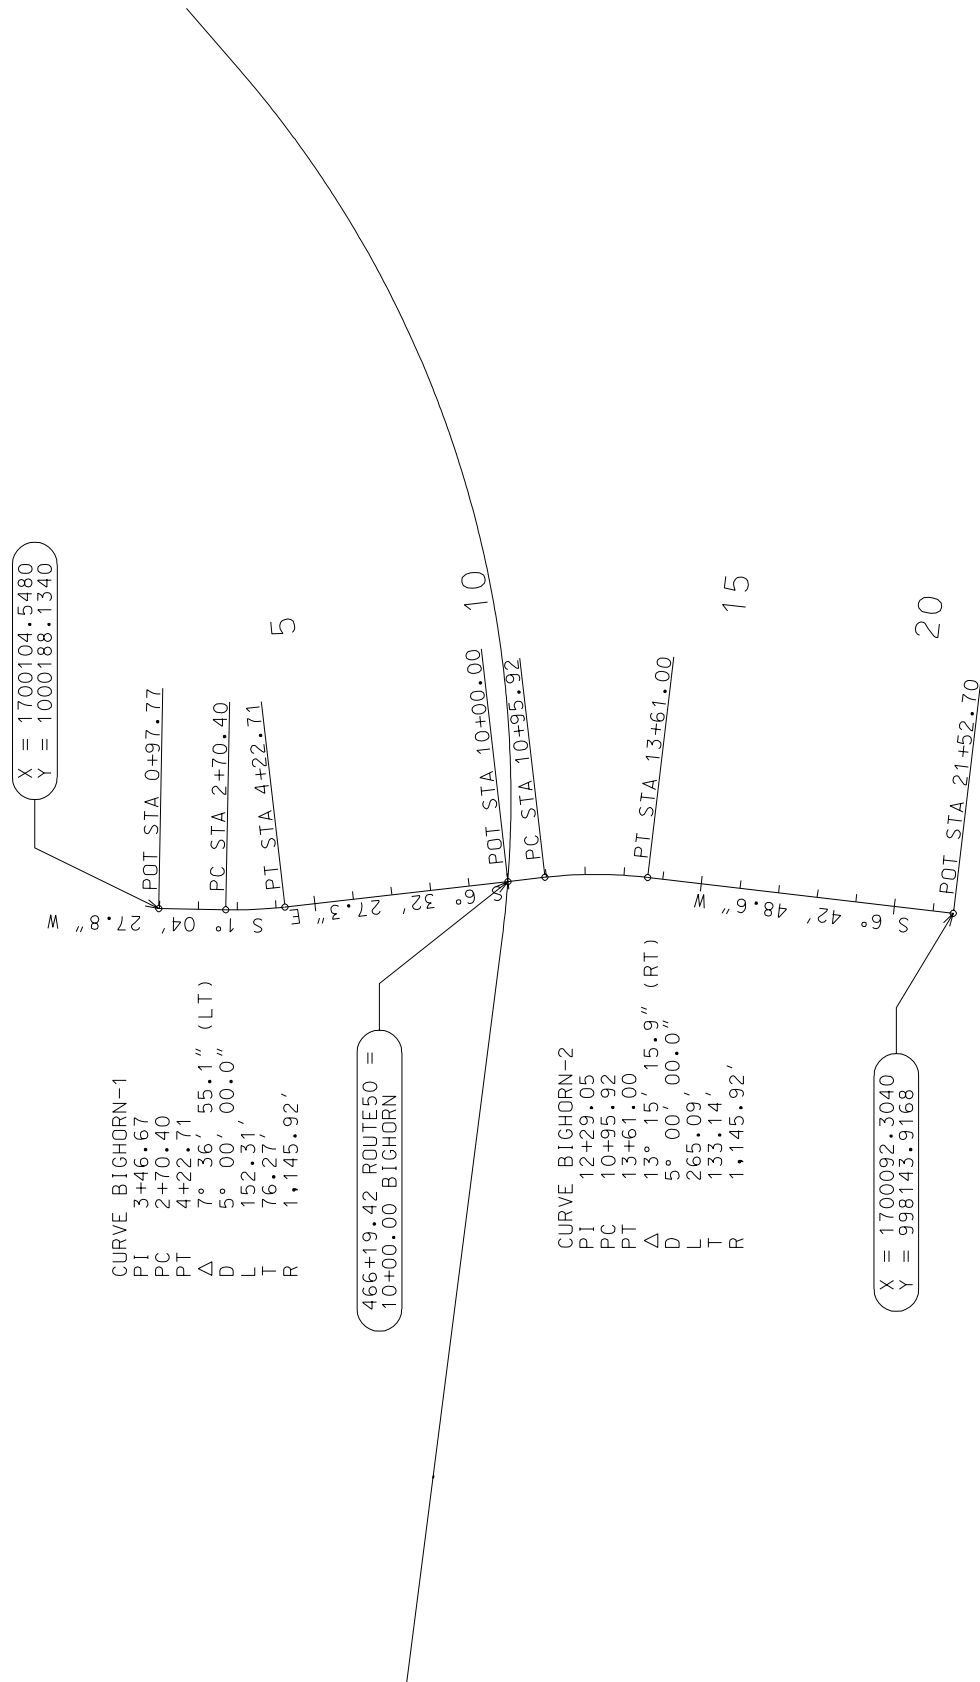 X = 1700104.5480
Y = 1000188.1340
POT STA 0+97.77
PC STA 2+70.40
PT STA 4+22.71
5
S 1° 04' 27.8" W
S 6° 32' 27.3" E
CURVE BIGHORN-1
PI 3+46.67
PC 2+70.40
PT 4+22.71
Δ 7° 36' 55.1" (LT)
D 5° 00' 00.0"
L 152.31'
T 76.27'
R 1,145.92'
466+19.42 ROUTE50 =
10+00.00 BIGHORN
10
POT STA 10+00.00
PC STA 10+95.92
PT STA 13+61.00
15
CURVE BIGHORN-2
PI 12+29.05
PC 10+95.92
PT 13+61.00
Δ 13° 15' 15.9" (RT)
D 5° 00' 00.0"
L 265.09'
T 133.14'
R 1,145.92'
S 6° 42' 48.6" W
20
POT STA 21+52.70
X = 1700092.3040
Y = 998143.9168